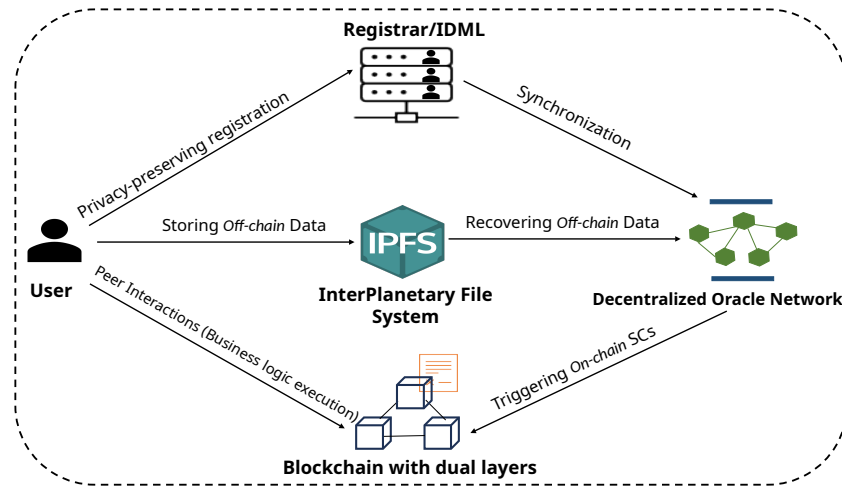 Registrar/IDML
Privacy-preserving registration
Synchronization
Storing Off-chain Data
IPFS
Recovering Off-chain Data
User
InterPlanetary File
System
Decentralized Oracle Network
Peer Interactions (Business logic execution)
Triggering On-chain SCs
Blockchain with dual layers